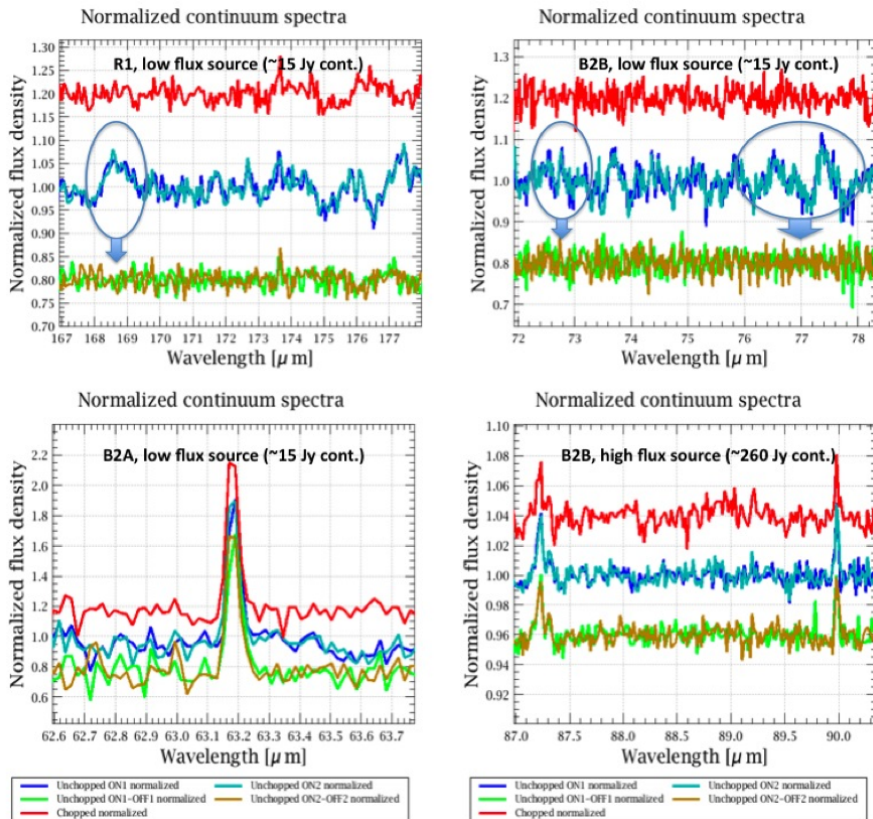 Normalized continuum spectra
R1, low flux source (~15 Jy cont.)
Normalized flux density
1.30
1.25
1.20
1.15
1.10
1.05
1.00
0.95
0.90
0.85
0.80
0.75
0.70
167 168 169 170 171 172 173 174 175 176 177
Wavelength [µ m]
Normalized continuum spectra
B2B, low flux source (~15 Jy cont.)
Normalized flux density
1.3
1.2
1.1
1.0
0.9
0.8
0.7
72 73 74 75 76 77 78
Wavelength [µ m]
Normalized continuum spectra
B2A, low flux source (~15 Jy cont.)
Normalized flux density
2.2
2.0
1.8
1.6
1.4
1.2
1.0
0.8
0.6
62.6 62.7 62.8 62.9 63.0 63.1 63.2 63.3 63.4 63.5 63.6 63.7
Wavelength [µ m]
Normalized continuum spectra
B2B, high flux source (~260 Jy cont.)
Normalized flux density
1.10
1.08
1.06
1.04
1.02
1.00
0.98
0.96
0.94
0.92
87.0 87.5 88.0 88.5 89.0 89.5 90.0
Wavelength [µ m]
Unchopped ON1 normalized Unchopped ON2 normalized
Unchopped ON1-OFF1 normalized Unchopped ON2-OFF2 normalized
Chopped normalized
Unchopped ON1 normalized Unchopped ON2 normalized
Unchopped ON1-OFF1 normalized Unchopped ON2-OFF2 normalized
Chopped normalized